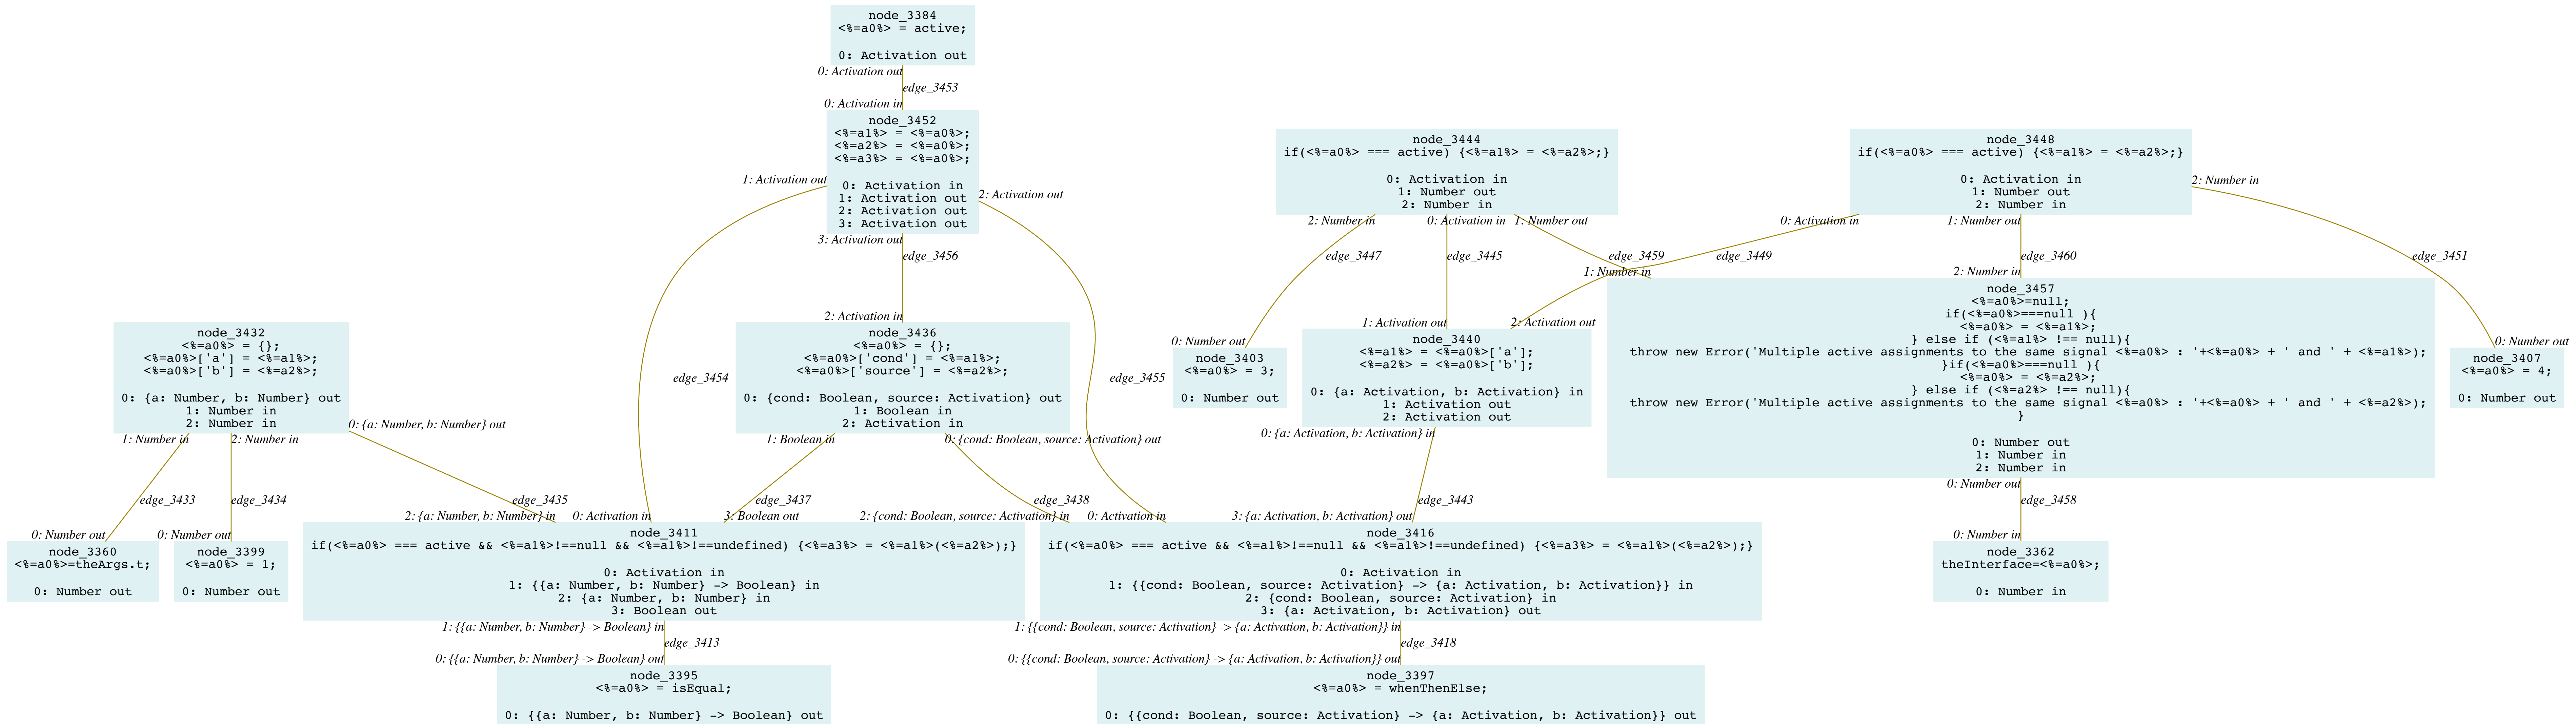 node_3384
<%=a0%> = active;
0: Activation out
0: Activation out
edge_3453
0: Activation in
node_3452
<%=a1%> = <%=a0%>;
<%=a2%> = <%=a0%>;
<%=a3%> = <%=a0%>;
0: Activation in
1: Activation out
2: Activation out
3: Activation out
1: Activation out
2: Activation out
3: Activation out
edge_3456
2: Activation in
node_3444
if(<%=a0%> === active) {<%=a1%> = <%=a2%>;}
0: Activation in
1: Number out
2: Number in
2: Number in
0: Activation in
1: Number out
edge_3447
edge_3445
edge_3459
node_3448
if(<%=a0%> === active) {<%=a1%> = <%=a2%>;}
0: Activation in
1: Number out
2: Number in
2: Number in
0: Activation in
1: Number out
edge_3449
edge_3460
edge_3451
1: Number in
2: Number in
node_3432
<%=a0%> = {};
<%=a0%>['a'] = <%=a1%>;
<%=a0%>['b'] = <%=a2%>;
0: {a: Number, b: Number} out
1: Number in
2: Number in
1: Number in
2: Number in
0: {a: Number, b: Number} out
edge_3433
edge_3434
edge_3435
edge_3454
node_3436
<%=a0%> = {};
<%=a0%>['cond'] = <%=a1%>;
<%=a0%>['source'] = <%=a2%>;
0: {cond: Boolean, source: Activation} out
1: Boolean in
2: Activation in
1: Boolean in
0: {cond: Boolean, source: Activation} out
edge_3437
edge_3438
edge_3455
0: Number out
node_3403
<%=a0%> = 3;
0: Number out
1: Activation out
2: Activation out
node_3440
<%=a1%> = <%=a0%>['a'];
<%=a2%> = <%=a0%>['b'];
0: {a: Activation, b: Activation} in
1: Activation out
2: Activation out
0: {a: Activation, b: Activation} in
edge_3443
node_3457
<%=a0%>=null;
if(<%=a0%>===null ){
<%=a0%> = <%=a1%>;
} else if (<%=a1%> !== null){
throw new Error('Multiple active assignments to the same signal <%=a0%> : '+<%=a0%> + ' and ' + <%=a1%>);
}if(<%=a0%>===null ){
<%=a0%> = <%=a2%>;
} else if (<%=a2%> !== null){
throw new Error('Multiple active assignments to the same signal <%=a0%> : '+<%=a0%> + ' and ' + <%=a2%>);
}
0: Number out
1: Number in
2: Number in
0: Number out
edge_3458
0: Number in
0: Number out
node_3407
<%=a0%> = 4;
0: Number out
0: Number out
node_3360
<%=a0%>=theArgs.t;
0: Number out
0: Number out
node_3399
<%=a0%> = 1;
0: Number out
2: {a: Number, b: Number} in
0: Activation in
3: Boolean out
node_3411
if(<%=a0%> === active && <%=a1%>!==null && <%=a1%>!==undefined) {<%=a3%> = <%=a1%>(<%=a2%>);}
0: Activation in
1: {{a: Number, b: Number} -> Boolean} in
2: {a: Number, b: Number} in
3: Boolean out
1: {{a: Number, b: Number} -> Boolean} in
edge_3413
0: {{a: Number, b: Number} -> Boolean} out
2: {cond: Boolean, source: Activation} in
0: Activation in
3: {a: Activation, b: Activation} out
node_3416
if(<%=a0%> === active && <%=a1%>!==null && <%=a1%>!==undefined) {<%=a3%> = <%=a1%>(<%=a2%>);}
0: Activation in
1: {{cond: Boolean, source: Activation} -> {a: Activation, b: Activation}} in
2: {cond: Boolean, source: Activation} in
3: {a: Activation, b: Activation} out
1: {{cond: Boolean, source: Activation} -> {a: Activation, b: Activation}} in
edge_3418
0: {{cond: Boolean, source: Activation} -> {a: Activation, b: Activation}} out
node_3362
theInterface=<%=a0%>;
0: Number in
node_3395
<%=a0%> = isEqual;
0: {{a: Number, b: Number} -> Boolean} out
node_3397
<%=a0%> = whenThenElse;
0: {{cond: Boolean, source: Activation} -> {a: Activation, b: Activation}} out